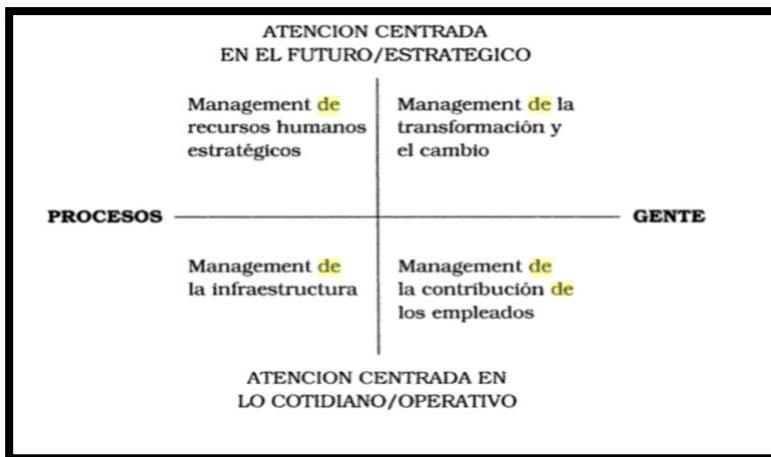 ATENCION CENTRADA
EN EL FUTURO/ESTRATEGICO
Management de
recursos humanos
estratégicos
Management de la
transformación y
el cambio
PROCESOS
GENTE
Management de
la infraestructura
Management de
la contribución de
los empleados
ATENCION CENTRADA EN
LO COTIDIANO/OPERATIVO